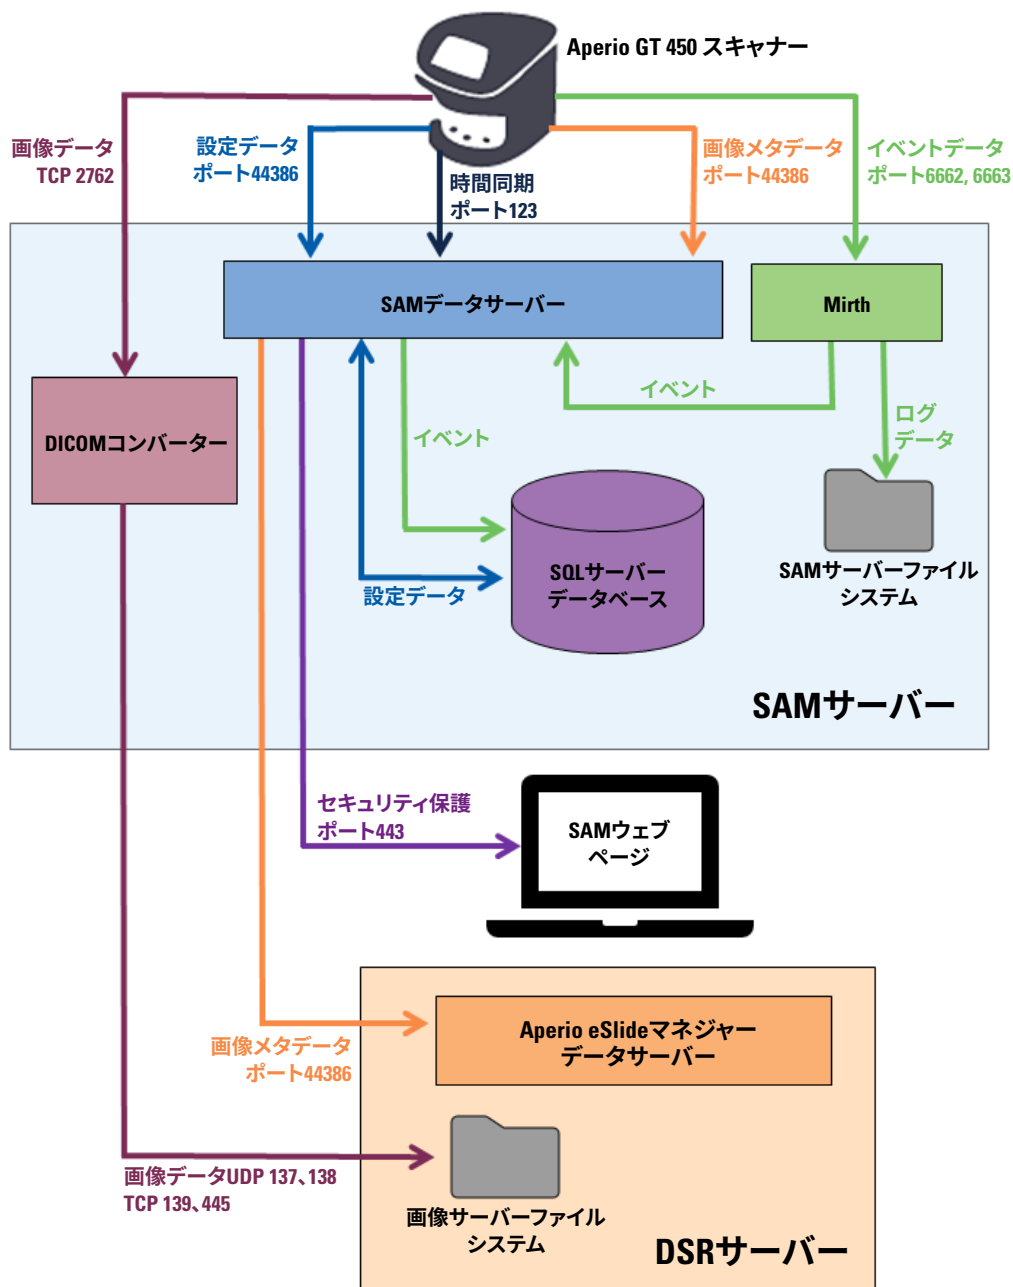 Aperio GT 450 スキャナー
画像データ
TCP 2762
設定データ
ポート44386
時間同期
ポート123
画像メタデータ
ポート44386
イベントデータ
ポート6662, 6663
SAMデータサーバー
Mirth
DICOMコンバーター
イベント
イベント
ログ
データ
SQLサーバー
データベース
設定データ
SAMサーバーファイル
システム
SAMサーバー
セキュリティ保護
ポート443
SAMウェブ
ページ
Aperio eSlideマネジャー
データサーバー
画像メタデータ
ポート44386
画像データUDP 137、138
TCP 139、445
画像サーバーファイル
システム
DSRサーバー